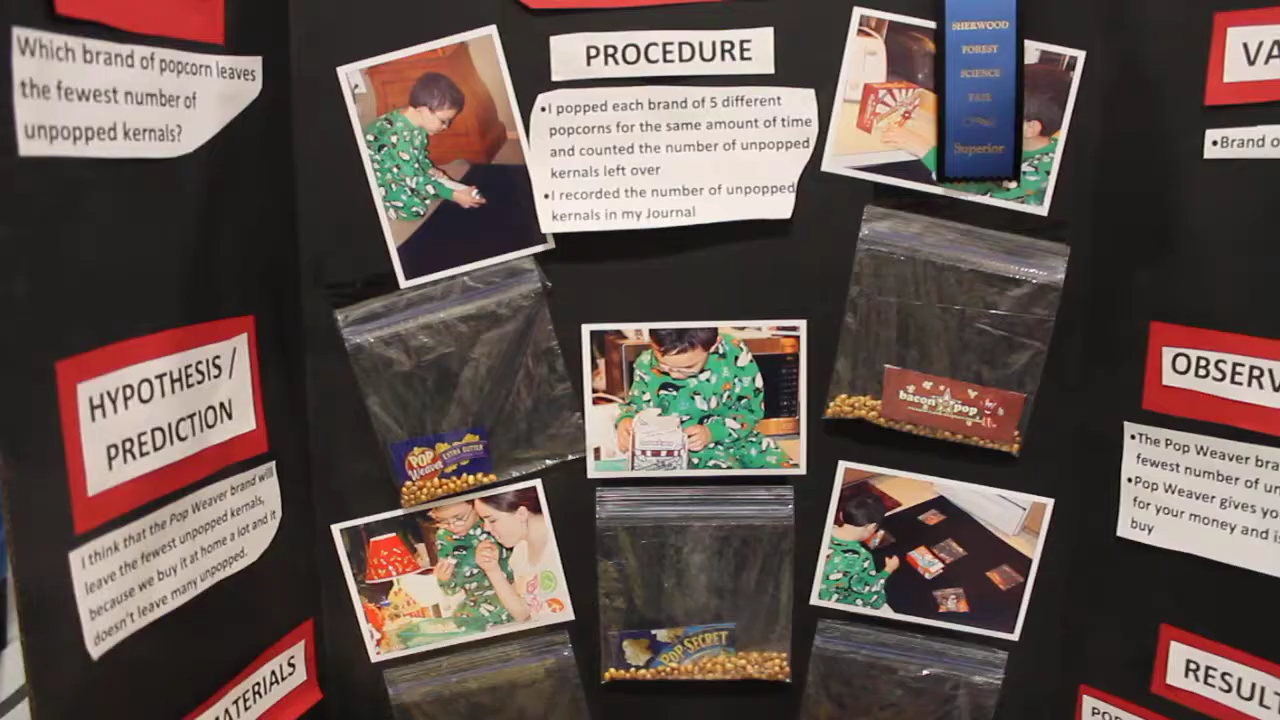 Which brand of popcorn leaves
the fewest number of
unpopped kernals?
HYPOTHESIS /
PREDICTION
I think that the Pop Weaver brand will
leave the fewest unpopped kernals,
because we buy it at home a lot and it
doesn't leave many unpopped.
MATERIALS
PROCEDURE
•I popped each brand of 5 different
popcorns for the same amount of time
and counted the number of unpopped
kernals left over
•I recorded the number of unpopped
kernals in my Journal
SHERWOOD
FOREST
SCIENCE
FAIR
Superior
POP
Weaver
EXTRA BUTTER
bacon pop
POP SECRET
VA
•Brand o
OBSERV
•The Pop Weaver bra
fewest number of un
•Pop Weaver gives yo
for your money and is
buy
RESULT
POP